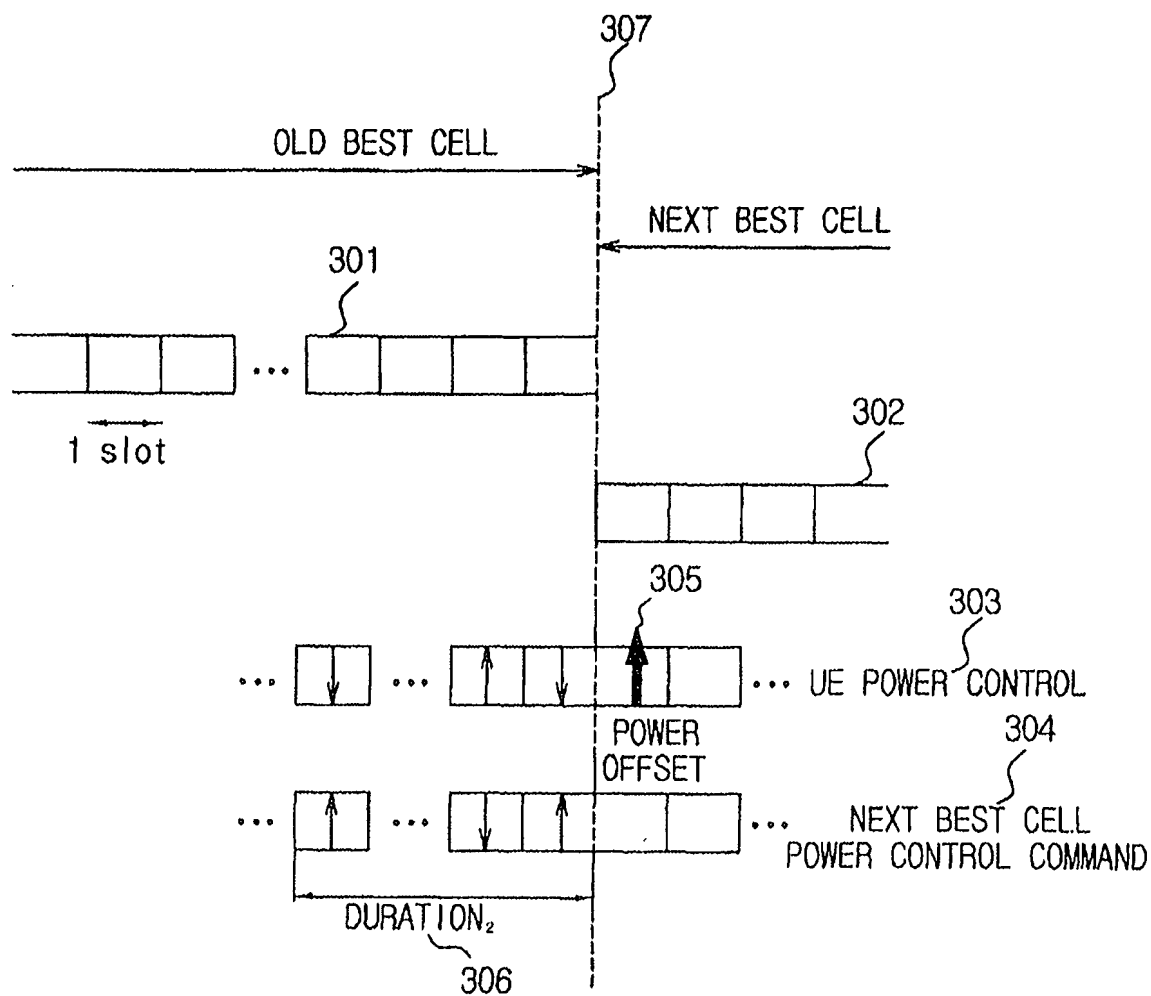 307
OLD BEST CELL
NEXT BEST CELL
301
...
1 slot
302
305
303
... ... ... UE POWER CONTROL
POWER
OFFSET
304
... ... ... NEXT BEST CELL
POWER CONTROL COMMAND
DURATION₂
306